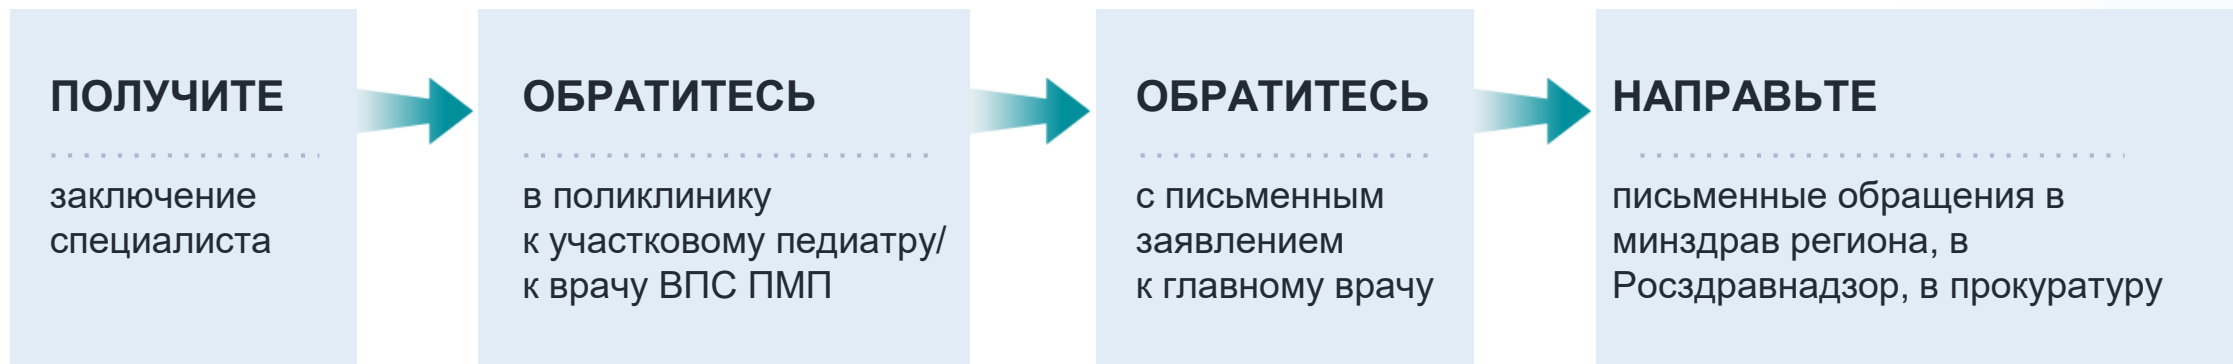 ПОЛУЧИТЕ
заключение
специалиста
ОБРАТИТЕСЬ
в поликлинику
к участковому педиатру/
к врачу ВПС ПМП
ОБРАТИТЕСЬ
с письменным
заявлением
к главному врачу
НАПРАВЬТЕ
письменные обращения в
минздрав региона, в
Росздравнадзор, в прокуратуру